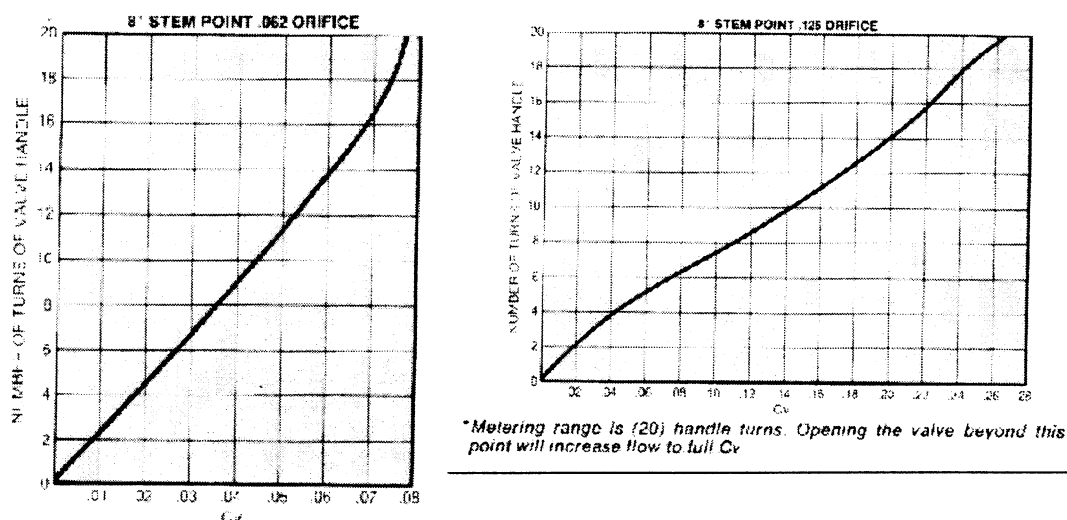 8° STEM POINT .062 ORIFICE
20
18
16
14
12
10
8
6
4
2
0
NUMBE- OF TURNE OF VALVE HANDLE
.01 .02 .03 .04 .05 .06 .07 .08
Cv
8° STEM POINT .125 ORIFICE
20
18
16
14
12
10
8
6
4
2
0
NUMBER OF TURNE OF VALVE HANDLE
.02 .04 .06 .08 .10 .12 .14 .16 .18 .20 .22 .24 .26 .28
Cv
*Metering range is (20) handle turns. Opening the valve beyond this
point will increase flow to full Cv